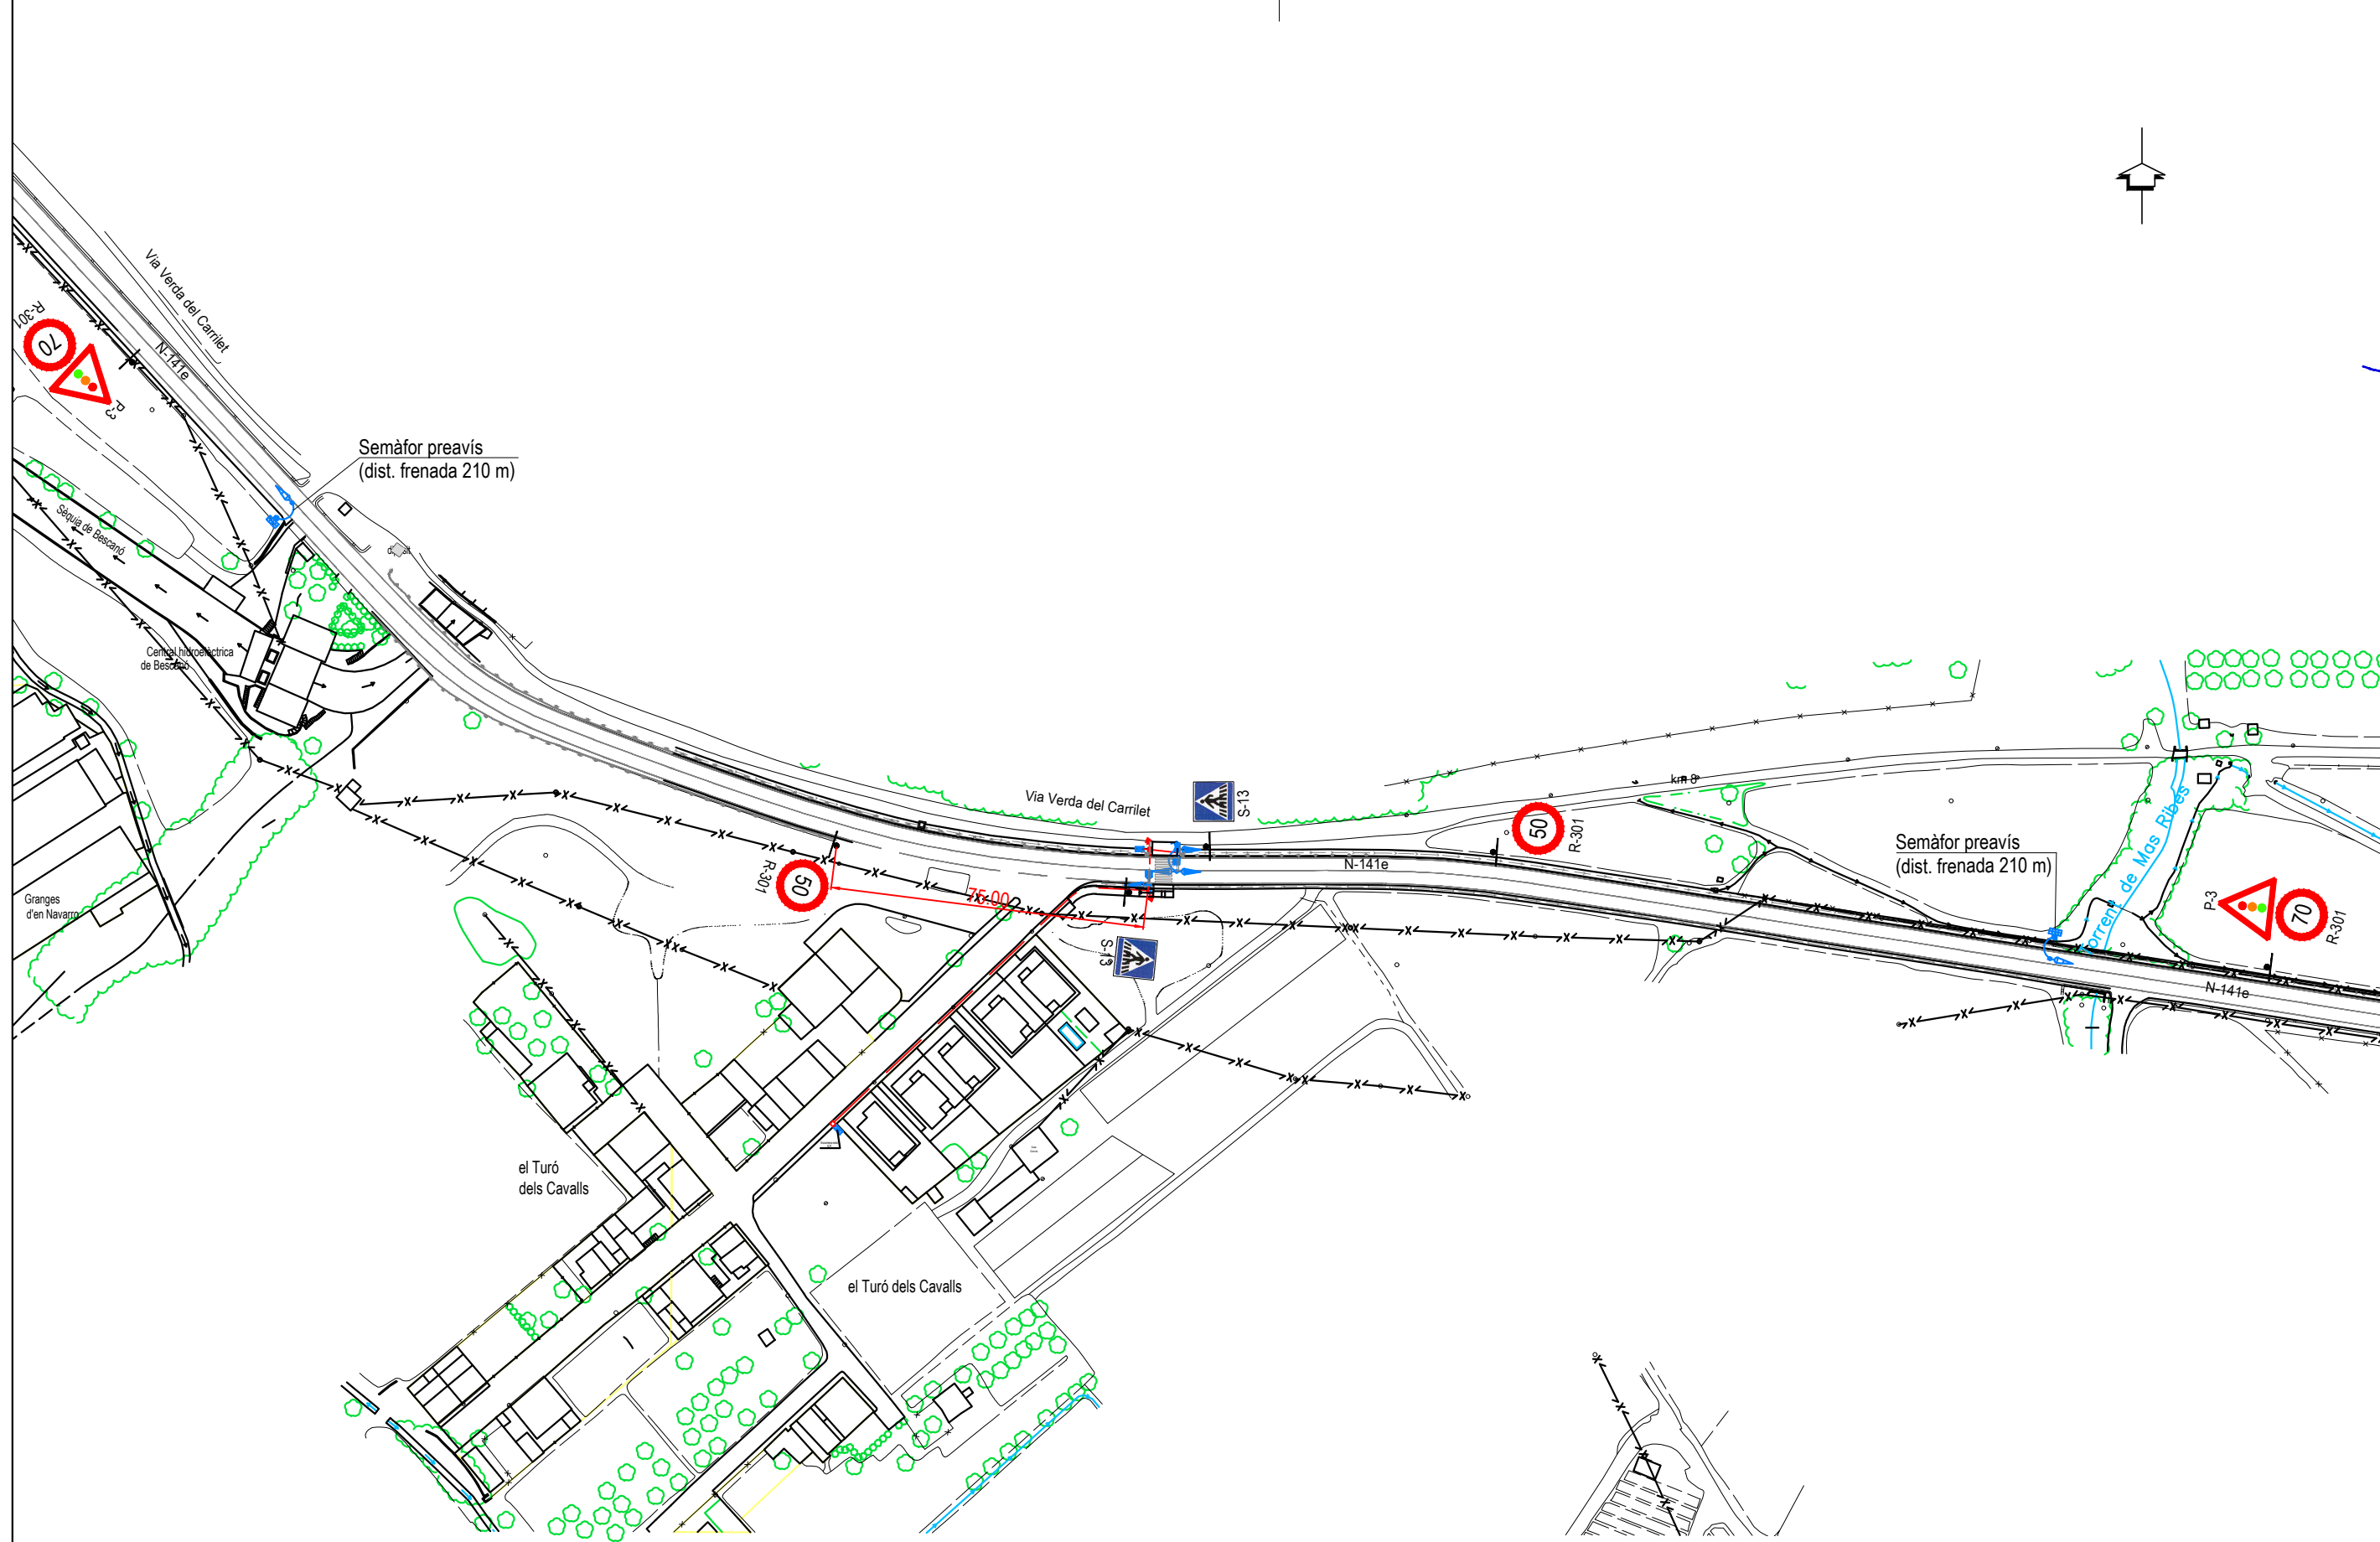 Via Verda del Carrilet
R-301
70
P-3
N-141e
Semàfor preavís
(dist. frenada 210 m)
Sèquia de Bescanó
Central hidroelèctrica
de Bescanó
Granges
d'en Navarro
Via Verda del Carrilet
S-13
km 8
50
R-301
N-141e
R-301
50
75.00
S-13
Semàfor preavís
(dist. frenada 210 m)
Torrent de Mas Ribes
P-3
70
R-301
N-141e
el Turó
dels Cavalls
el Turó dels Cavalls